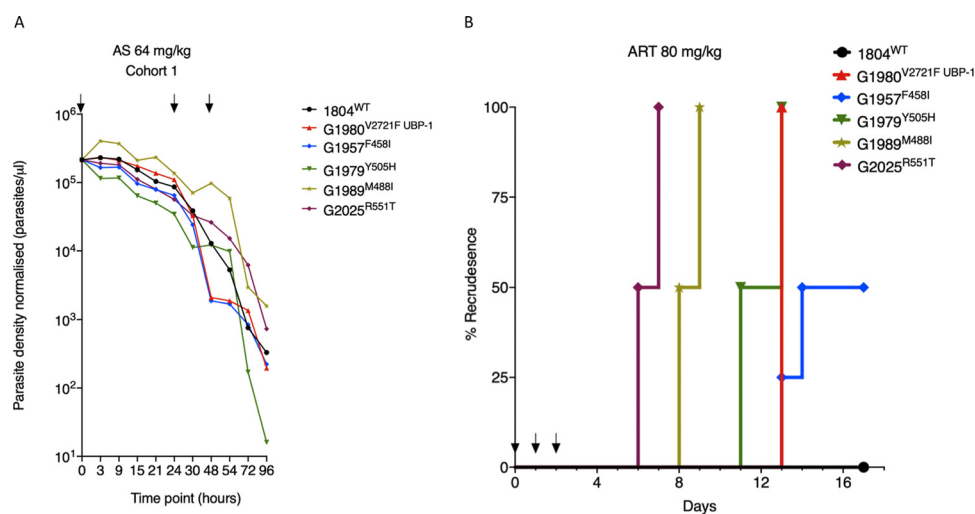 A
AS 64 mg/kg
Cohort 1
Parasite density normalised (parasites/μl)
10⁶
10⁵
10⁴
10³
10²
10¹
0 3 9 15 21 24 30 48 54 72 96
Time point (hours)
1804ᵂᵀ
G1980ⱽ²⁷²¹ᶠ ᵁᴮᴾ⁻¹
G1957ᶠ⁴⁵⁸ᴵ
G1979ʸ⁵⁰⁵ᴴ
G1989ᴹ⁴⁸⁸ᴵ
G2025ᴿ⁵⁵¹ᵀ
B
ART 80 mg/kg
% Recrudesence
100
75
50
25
0
0 4 8 12 16
Days
1804ᵂᵀ
G1980ⱽ²⁷²¹ᶠ ᵁᴮᴾ⁻¹
G1957ᶠ⁴⁵⁸ᴵ
G1979ʸ⁵⁰⁵ᴴ
G1989ᴹ⁴⁸⁸ᴵ
G2025ᴿ⁵⁵¹ᵀ